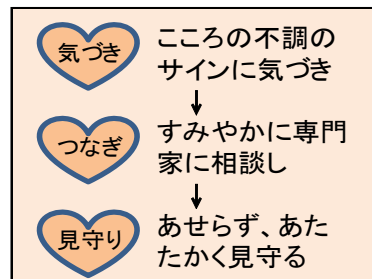 気づき
こころの不調の
サインに気づき
↓
つなぎ
すみやかに専門
家に相談し
↓
見守り
あせらず、あた
たかく見守る